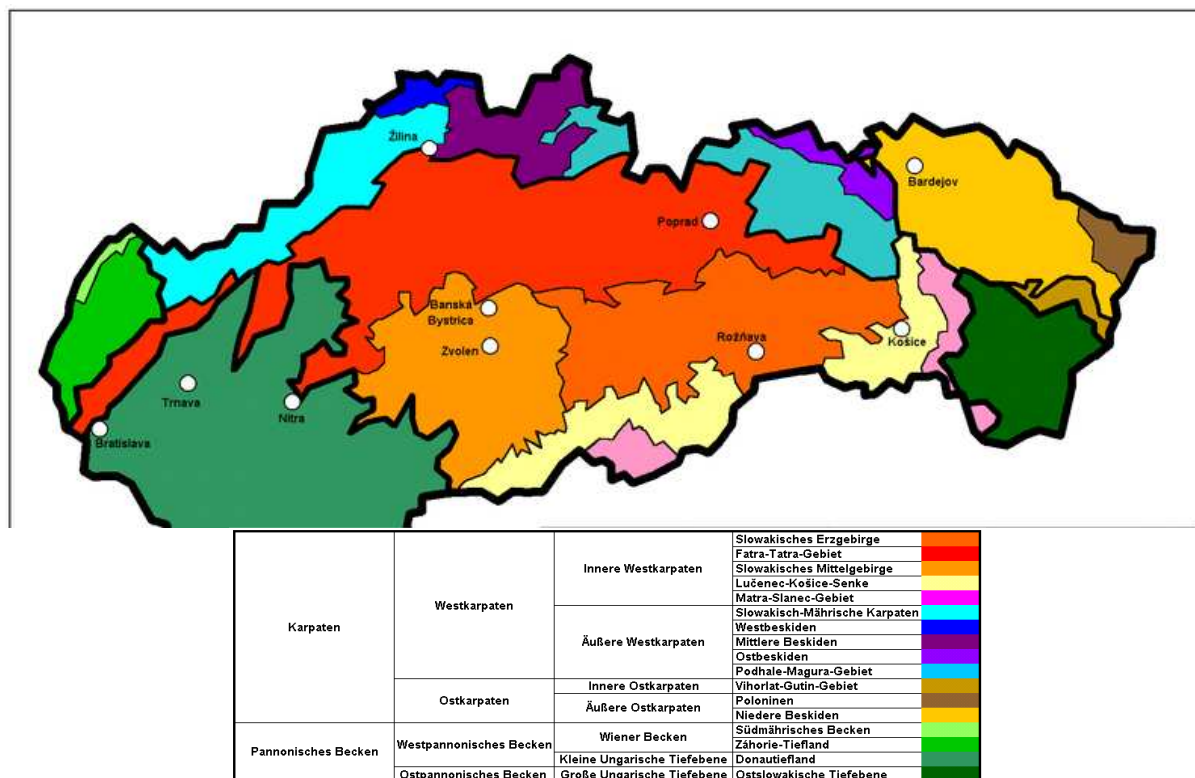 Žilina
Bardejov
Poprad
Banská
Bystrica
Zvolen
Rožňava
Košice
Trnava
Nitra
Bratislava
Karpaten
Westkarpaten
Innere Westkarpaten
Slowakisches Erzgebirge
Fatra-Tatra-Gebiet
Slowakisches Mittelgebirge
Lučenec-Košice-Senke
Matra-Slanec-Gebiet
Äußere Westkarpaten
Slowakisch-Mährische Karpaten
Westbeskiden
Mittlere Beskiden
Ostbeskiden
Podhale-Magura-Gebiet
Ostkarpaten
Innere Ostkarpaten
Vihorlat-Gutin-Gebiet
Äußere Ostkarpaten
Poloninen
Niedere Beskiden
Pannonisches Becken
Westpannonisches Becken
Wiener Becken
Südmährisches Becken
Záhorie-Tiefland
Kleine Ungarische Tiefebene
Donautiefland
Ostpannonisches Becken
Große Ungarische Tiefebene
Ostslowakische Tiefebene